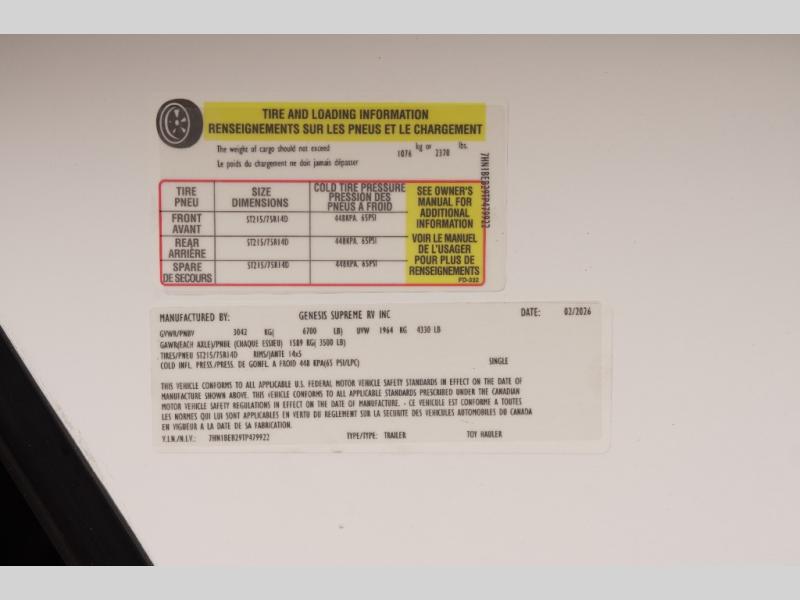 TIRE AND LOADING INFORMATION
RENSEIGNEMENTS SUR LES PNEUS ET LE CHARGEMENT
The weight of cargo should not exceed 1076 kg or 2370 lbs.
Le poids du chargement ne doit jamais dépasser
TIRE PNEU
SIZE DIMENSIONS
COLD TIRE PRESSURE PRESSION DES PNEUS A FROID
FRONT AVANT
ST215/75R14D
448KPA. 65PSI
REAR ARRIÈRE
ST215/75R14D
448KPA. 65PSI
SPARE DE SECOURS
ST215/75R14D
448KPA. 65PSI
SEE OWNER'S
MANUAL FOR
ADDITIONAL
INFORMATION
VOIR LE MANUEL
DE L'USAGER
POUR PLUS DE
RENSEIGNEMENTS
FD-332
7HN1BEB29TP479922
MANUFACTURED BY: GENESIS SUPREME RV INC DATE: 02/2026
GVWR/PNBV 3042 KG( 6700 LB) UVW 1964 KG 4330 LB
GAWR(EACH AXLE)/PNBE (CHAQUE ESSIEU) 1589 KG( 3500 LB)
TIRES/PNEU ST215/75R14D RIMS/JANTE 14x5
COLD INFL. PRESS./PRESS. DE GONFL. A FROID 448 KPA(65 PSI/LPC) SINGLE
THIS VEHICLE CONFORMS TO ALL APPLICABLE U.S. FEDERAL MOTOR VEHICLE SAFETY STANDARDS IN EFFECT ON THE DATE OF
MANUFACTURE SHOWN ABOVE. THIS VEHICLE CONFORMS TO ALL APPLICABLE STANDARDS PRESCRIBED UNDER THE CANADIAN
MOTOR VEHICLE SAFETY REGULATIONS IN EFFECT ON THE DATE OF MANUFACTURE. - CE VEHICULE EST CONFORME A TOUTES
LES NORMES QUI LUI SONT APPLICABLES EN VERTU DU REGLEMENT SUR LA SECURITE DES VEHICULES AUTOMOBILES DU CANADA
EN VIGUEUR A LA DATE DE SA FABRICATION.
V.I.N./N.I.V.: 7HN1BEB29TP479922 TYPE/TYPE: TRAILER TOY HAULER